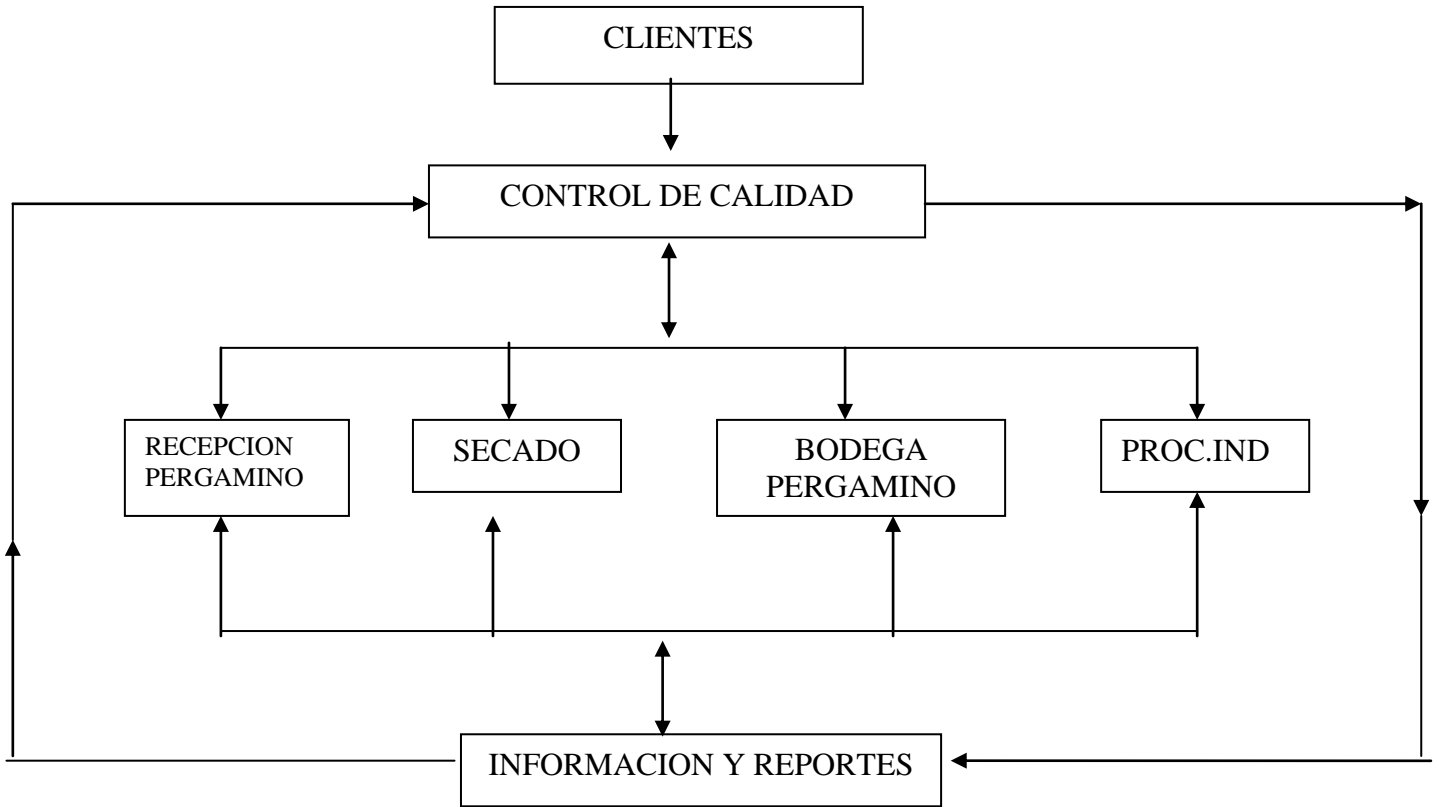 CLIENTES
CONTROL DE CALIDAD
RECEPCION
PERGAMINO
SECADO
BODEGA
PERGAMINO
PROC.IND
INFORMACION Y REPORTES